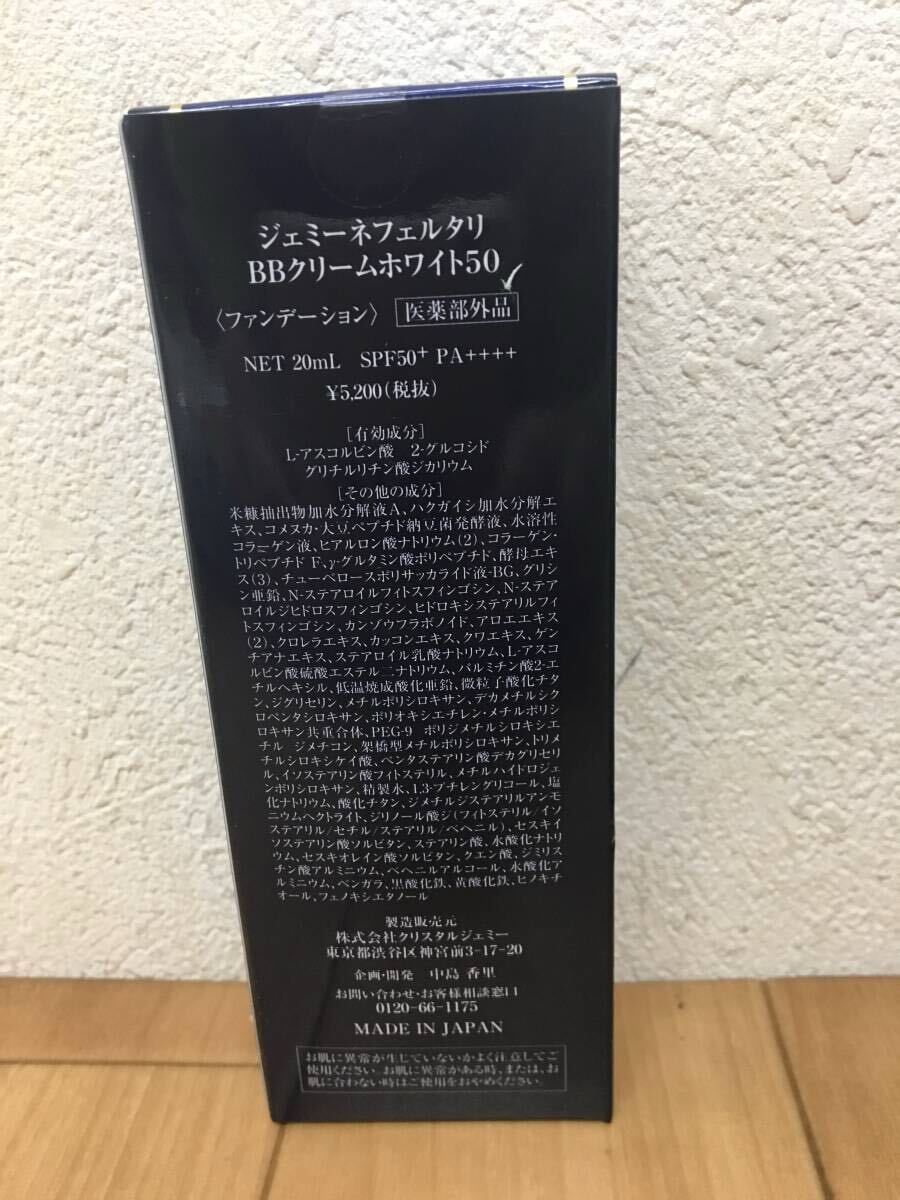 ジェミーネフェルタリ
BBクリームホワイト50
〈ファンデーション〉 医薬部外品
NET 20mL SPF50+ PA++++
¥5,200(税抜)
[有効成分]
L-アスコルビン酸 2-グルコシド
グリチルリチン酸ジカリウム
[その他の成分]
米糠抽出物加水分解液A、ハクガイシ加水分解エ
キス、コメヌカ・大豆ペプチド納豆菌発酵液、水溶性
コラーゲン液、ヒアルロン酸ナトリウム(2)、コラーゲン・
トリペプチド F、γ-グルタミン酸ポリペプチド、酵母エキ
ス(3)、チューベロースポリサッカライド液-BG、グリシ
ン亜鉛、N-ステアロイルフィトスフィンゴシン、N-ステア
ロイルジヒドロスフィンゴシン、ヒドロキシステアリルフィ
トスフィンゴシン、カンゾウフラボノイド、アロエエキス
(2)、クロレラエキス、カッコンエキス、クワエキス、ゲン
チアナエキス、ステアロイル乳酸ナトリウム、L-アスコ
ルビン酸硫酸エステル二ナトリウム、パルミチン酸2-エ
チルヘキシル、低温焼成酸化亜鉛、微粒子酸化チタ
ン、ジグリセリン、メチルポリシロキサン、デカメチルシク
ロペンタシロキサン、ポリオキシエチレン・メチルポリシ
ロキサン共重合体、PEG-9 ポリジメチルシロキシエ
チル ジメチコン、架橋型メチルポリシロキサン、トリメ
チルシロキシケイ酸、ペンタステアリン酸デカグリセリ
ル、イソステアリン酸フィトステリル、メチルハイドロジェ
ンポリシロキサン、精製水、1,3-ブチレングリコール、塩
化ナトリウム、酸化チタン、ジメチルジステアリルアンモ
ニウムヘクトライト、ジリノール酸ジ(フィトステリル/イソ
ステアリル/セチル/ステアリル/ベヘニル)、セスキイ
ソステアリン酸ソルビタン、ステアリン酸、水酸化ナトリ
ウム、セスキオレイン酸ソルビタン、クエン酸、ジミリス
チン酸アルミニウム、ベヘニルアルコール、水酸化ア
ルミニウム、ベンガラ、黒酸化鉄、黄酸化鉄、ヒノキチ
オール、フェノキシエタノール
製造販売元
株式会社クリスタルジェミー
東京都渋谷区神宮前3-17-20
企画・開発 中島 香里
お問い合わせ・お客様相談窓口
0120-66-1175
MADE IN JAPAN
お肌に異常が生じていないかよく注意してご
使用ください。お肌に異常がある時、または、お
肌に合わない時はご使用をおやめください。